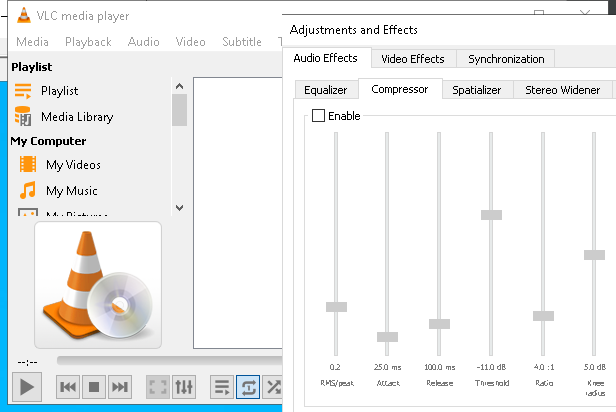 VLC media player
Media Playback Audio Video Subtitle
Playlist
Playlist
Media Library
My Computer
My Videos
My Music
My Pictures
--:--
Adjustments and Effects
Audio Effects Video Effects Synchronization
Equalizer Compressor Spatializer Stereo Widener
Enable
0.2 25.0 ms 100.0 ms -11.0 dB 4.0 :1 5.0 dB
RMS/peak Attack Release Threshold Ratio Knee
radius